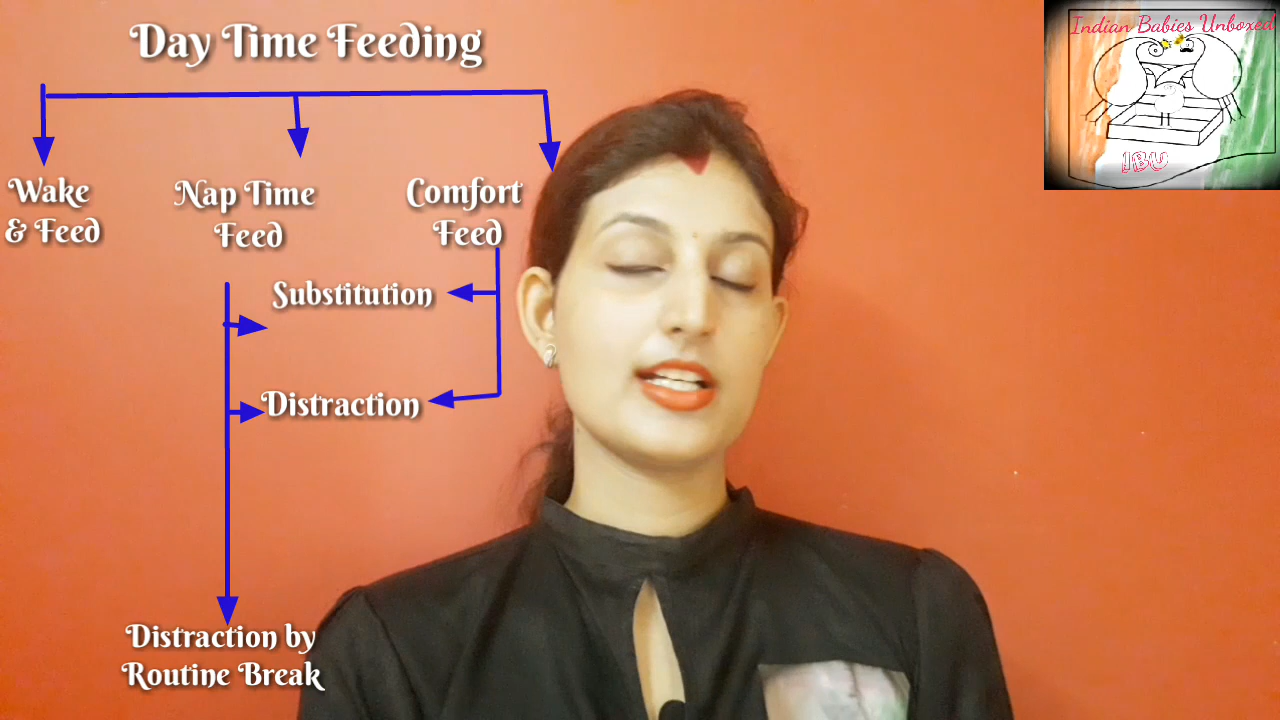 Day Time Feeding
Indian Babies Unboxed
IBU
Wake
& Feed
Nap Time
Feed
Comfort
Feed
Substitution
Distraction
Distraction by
Routine Break